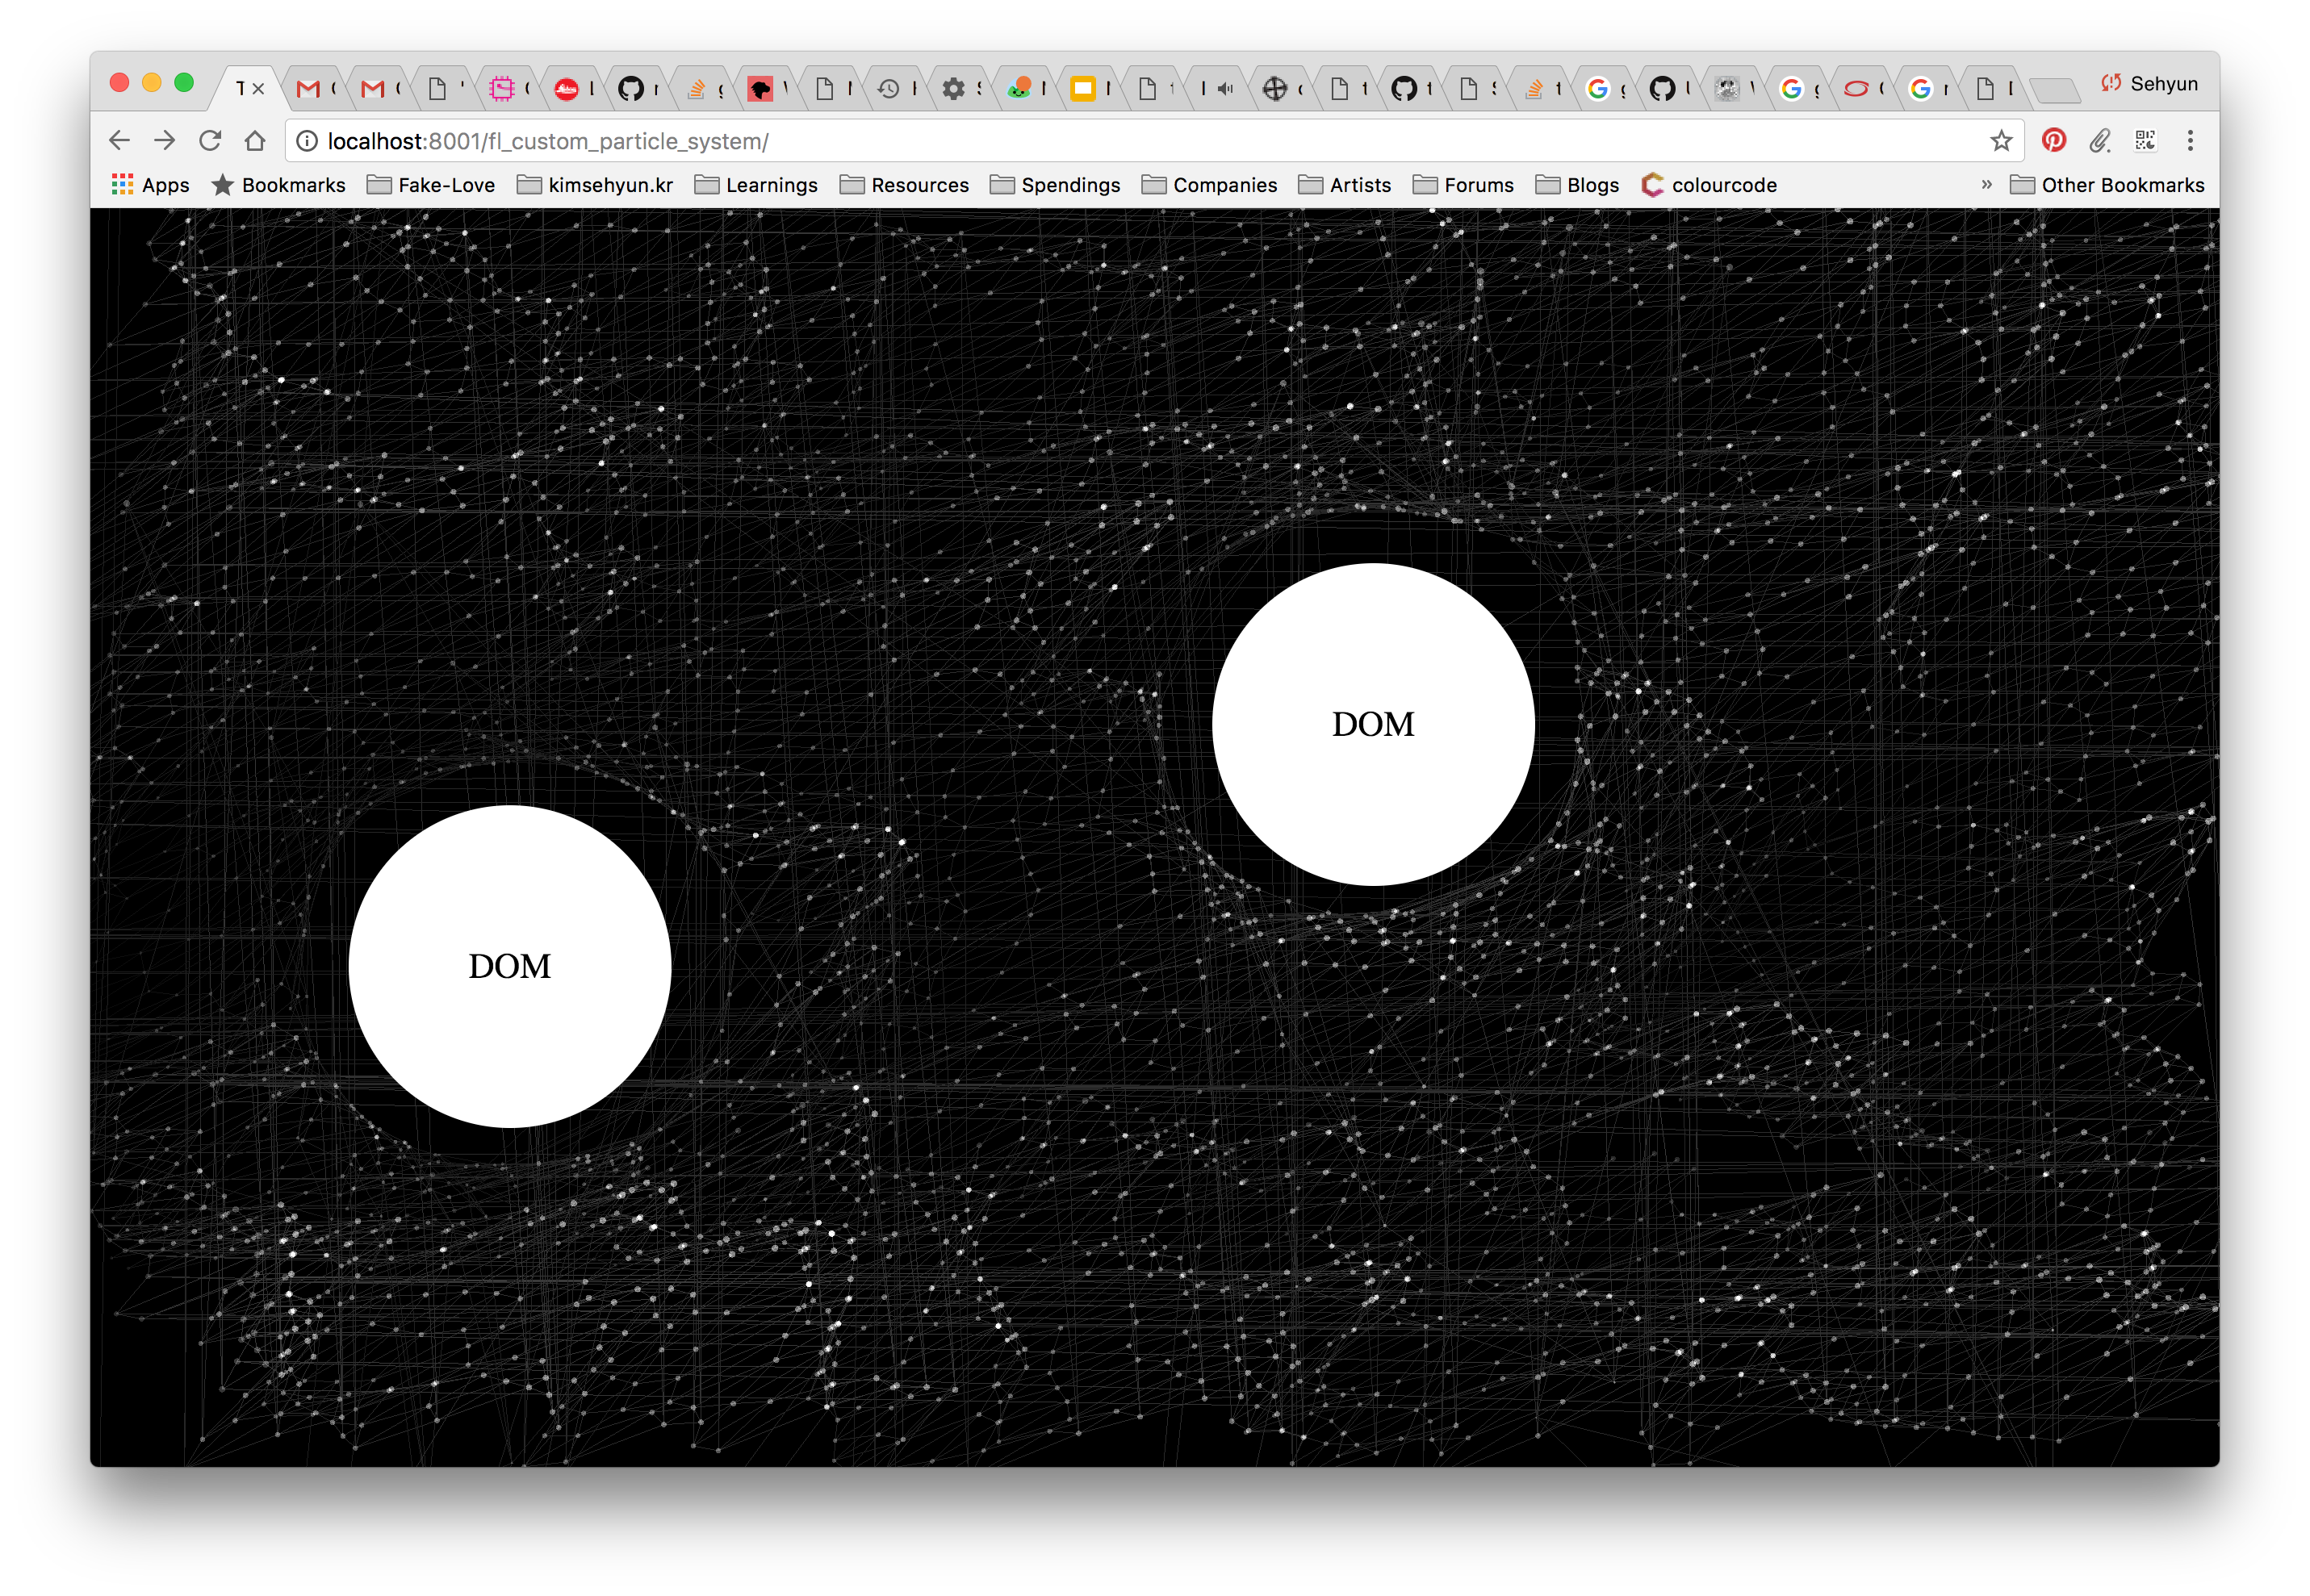 T Sehyun
localhost:8001/fl_custom_particle_system/
Apps Bookmarks Fake-Love kimsehyun.kr Learnings Resources Spendings Companies Artists Forums Blogs colourcode » Other Bookmarks
DOM
DOM